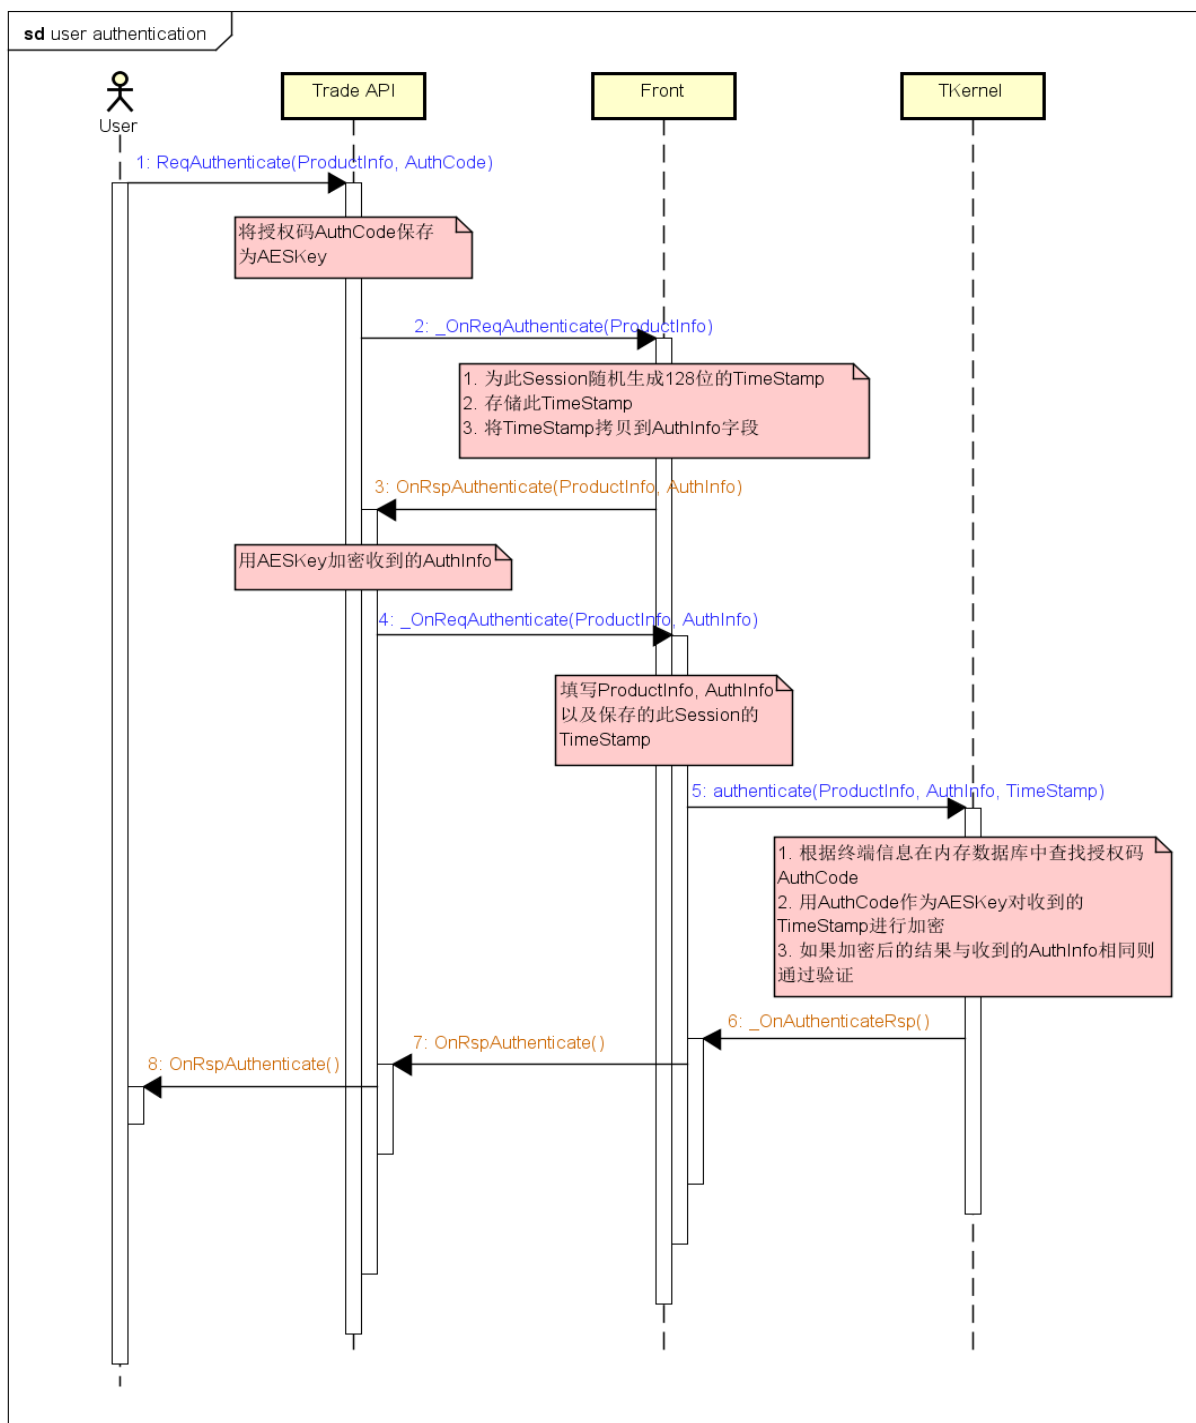 sd user authentication
Trade API
Front
TKernel
User
1: ReqAuthenticate(ProductInfo, AuthCode)
将授权码AuthCode保存
为AESKey
2: _OnReqAuthenticate(ProductInfo)
1. 为此Session随机生成128位的TimeStamp
2. 存储此TimeStamp
3. 将TimeStamp拷贝到AuthInfo字段
3: OnRspAuthenticate(ProductInfo, AuthInfo)
用AESKey加密收到的AuthInfo
4: _OnReqAuthenticate(ProductInfo, AuthInfo)
填写ProductInfo, AuthInfo
以及保存的此Session的
TimeStamp
5: authenticate(ProductInfo, AuthInfo, TimeStamp)
1. 根据终端信息在内存数据库中查找授权码
AuthCode
2. 用AuthCode作为AESKey对收到的
TimeStamp进行加密
3. 如果加密后的结果与收到的AuthInfo相同则
通过验证
6: _OnAuthenticateRsp()
7: OnRspAuthenticate()
8: OnRspAuthenticate()